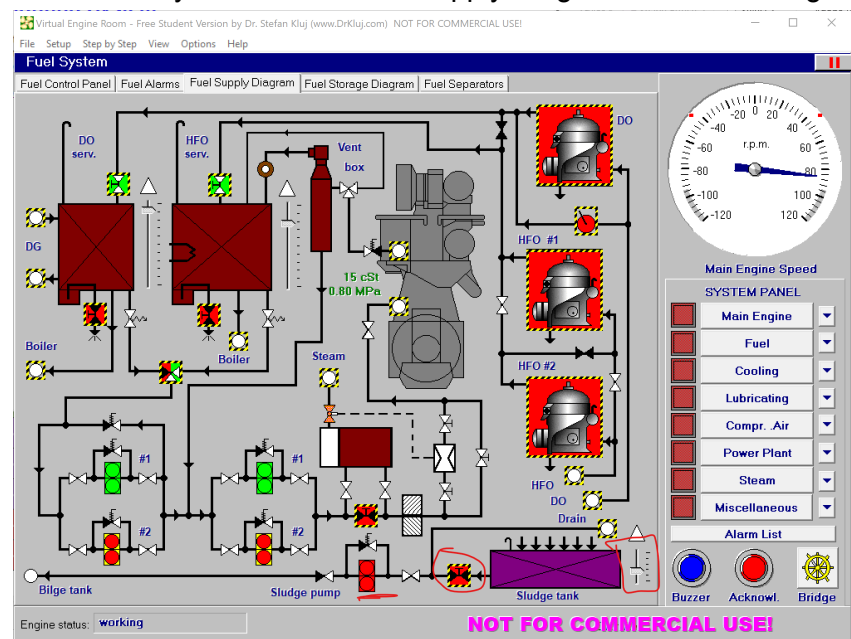 Virtual Engine Room - Free Student Version by Dr. Stefan Kluj (www.DrKluj.com) NOT FOR COMMERCIAL USE!
File Setup Step by Step View Options Help
Fuel System
Fuel Control Panel Fuel Alarms Fuel Supply Diagram Fuel Storage Diagram Fuel Separators
DO serv.
HFO serv.
Vent box
DO
DG
HFO #1
15 cSt
0.80 MPa
Boiler
Boiler
Steam
HFO #2
#1
#1
#2
#2
HFO
DO
Drain
Bilge tank
Sludge pump
Sludge tank
-20 0 20
-40 40
-60 r.p.m. 60
-80 80
-100 100
-120 120
Main Engine Speed
SYSTEM PANEL
Main Engine
Fuel
Cooling
Lubricating
Compr. .Air
Power Plant
Steam
Miscellaneous
Alarm List
Buzzer Acknowl. Bridge
Engine status: working
NOT FOR COMMERCIAL USE!